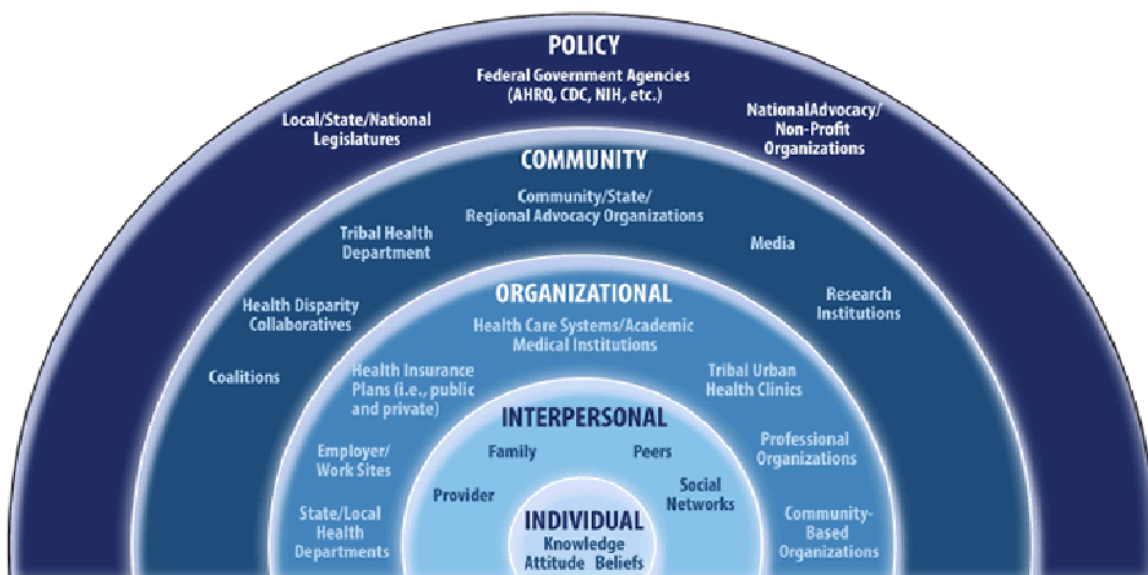 POLICY
Federal Government Agencies
(AHRQ, CDC, NIH, etc.)
Local/State/National
Legislatures
NationalAdvocacy/
Non-Profit
Organizations
COMMUNITY
Community/State/
Regional Advocacy Organizations
Tribal Health
Department
Media
Health Disparity
Collaboratives
Research
Institutions
Coalitions
ORGANIZATIONAL
Health Care Systems/Academic
Medical Institutions
Health Insurance
Plans (i.e., public
and private)
Tribal Urban
Health Clinics
Employer/
Work Sites
Professional
Organizations
State/Local
Health
Departments
Community-
Based
Organizations
INTERPERSONAL
Family
Peers
Provider
Social
Networks
INDIVIDUAL
Knowledge
Attitude Beliefs